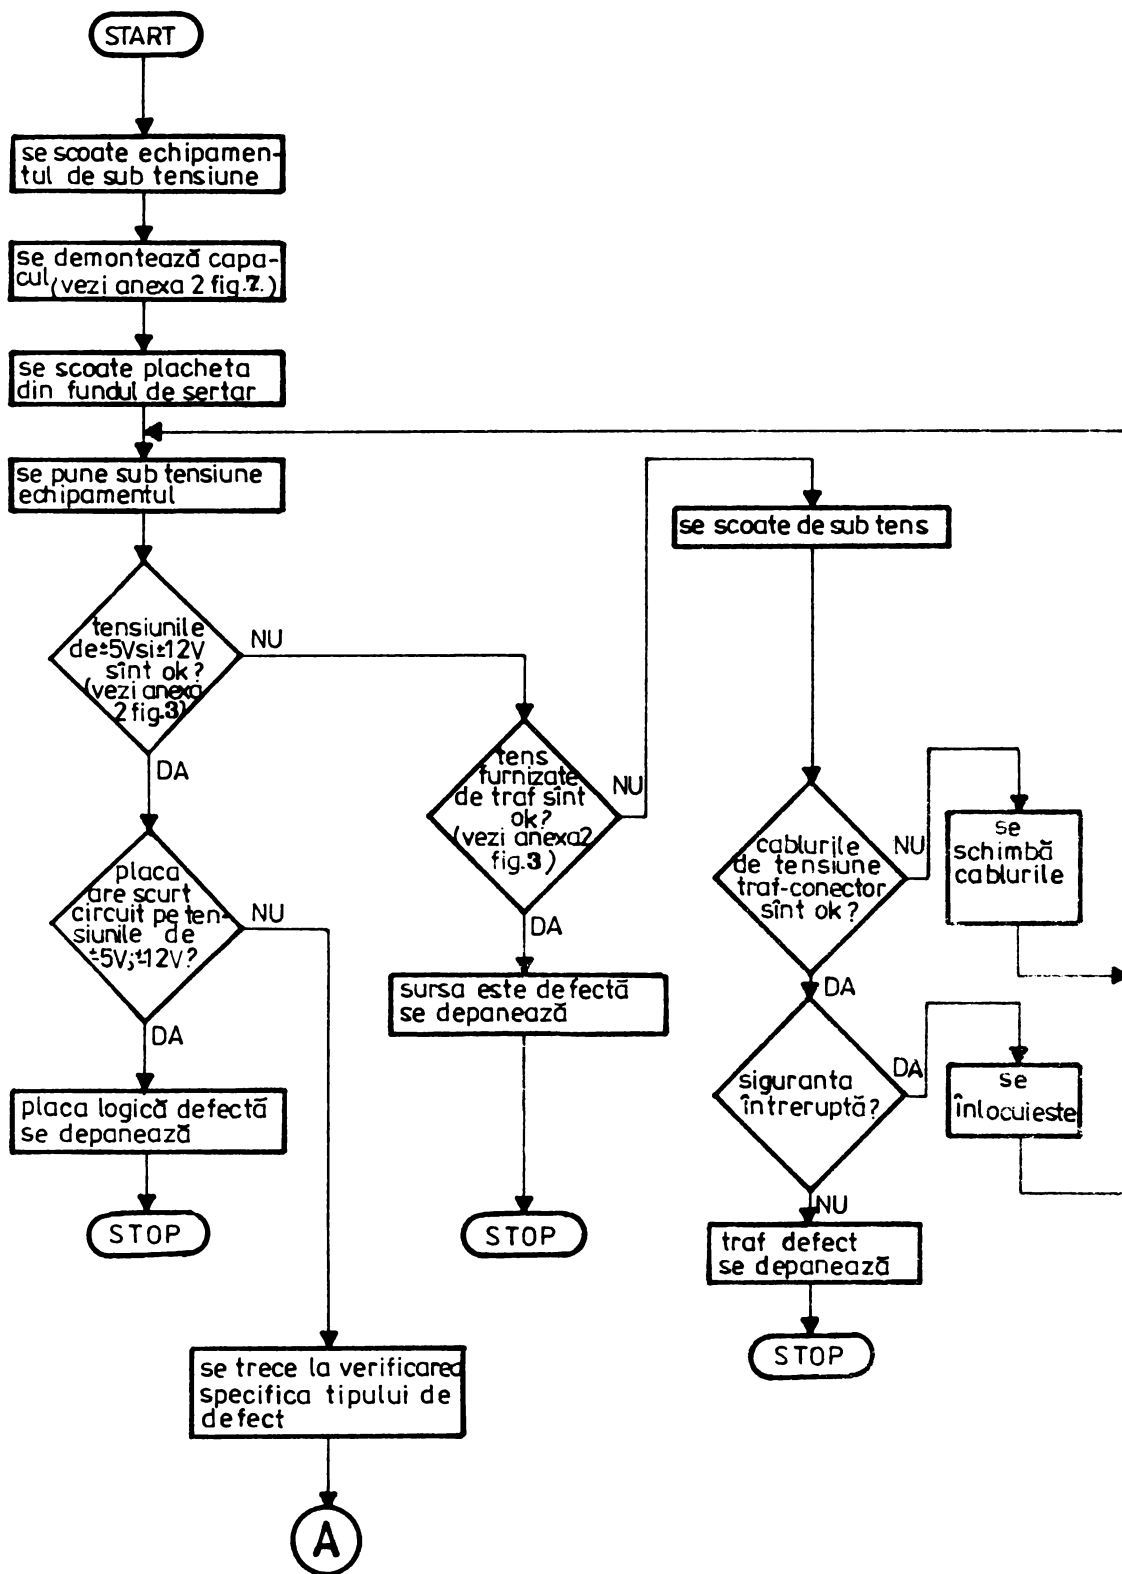 START
se scoate echipamen-
tul de sub tensiune
se demontează capa-
cul (vezi anexa 2 fig.7.)
se scoate placheta
din fundul de sertar
se pune sub tensiune
echipamentul
tensiunile
de ±5V si ±12V
sînt ok?
(vezi anexa
2 fig.3)
NU
DA
placa
are scurt
circuit pe ten-
siunile de
±5V; ±12V?
NU
DA
placa logică defectă
se depanează
STOP
se trece la verificarea
specifica tipului de
defect
A
tens
furnizate
de traf sînt
ok?
(vezi anexa 2
fig.3)
NU
DA
sursa este defectă
se depanează
STOP
se scoate de sub tens
cablurile
de tensiune
traf-conector
sînt ok?
NU
se
schimbă
cablurile
DA
siguranta
întreruptă?
DA
se
înlocuieste
NU
traf defect
se depanează
STOP